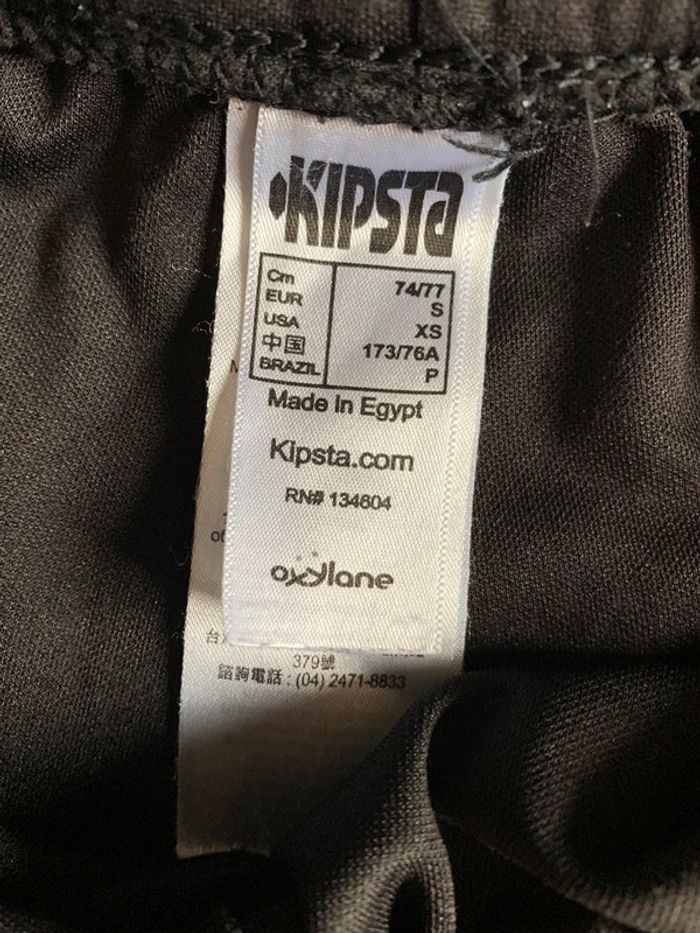 KIPSTA
Cm 74/77
EUR S
USA XS
中国 173/76A
BRAZIL P
Made in Egypt
Kipsta.com
RN# 134604
oxylane
379號
諮詢電話 : (04) 2471-8833